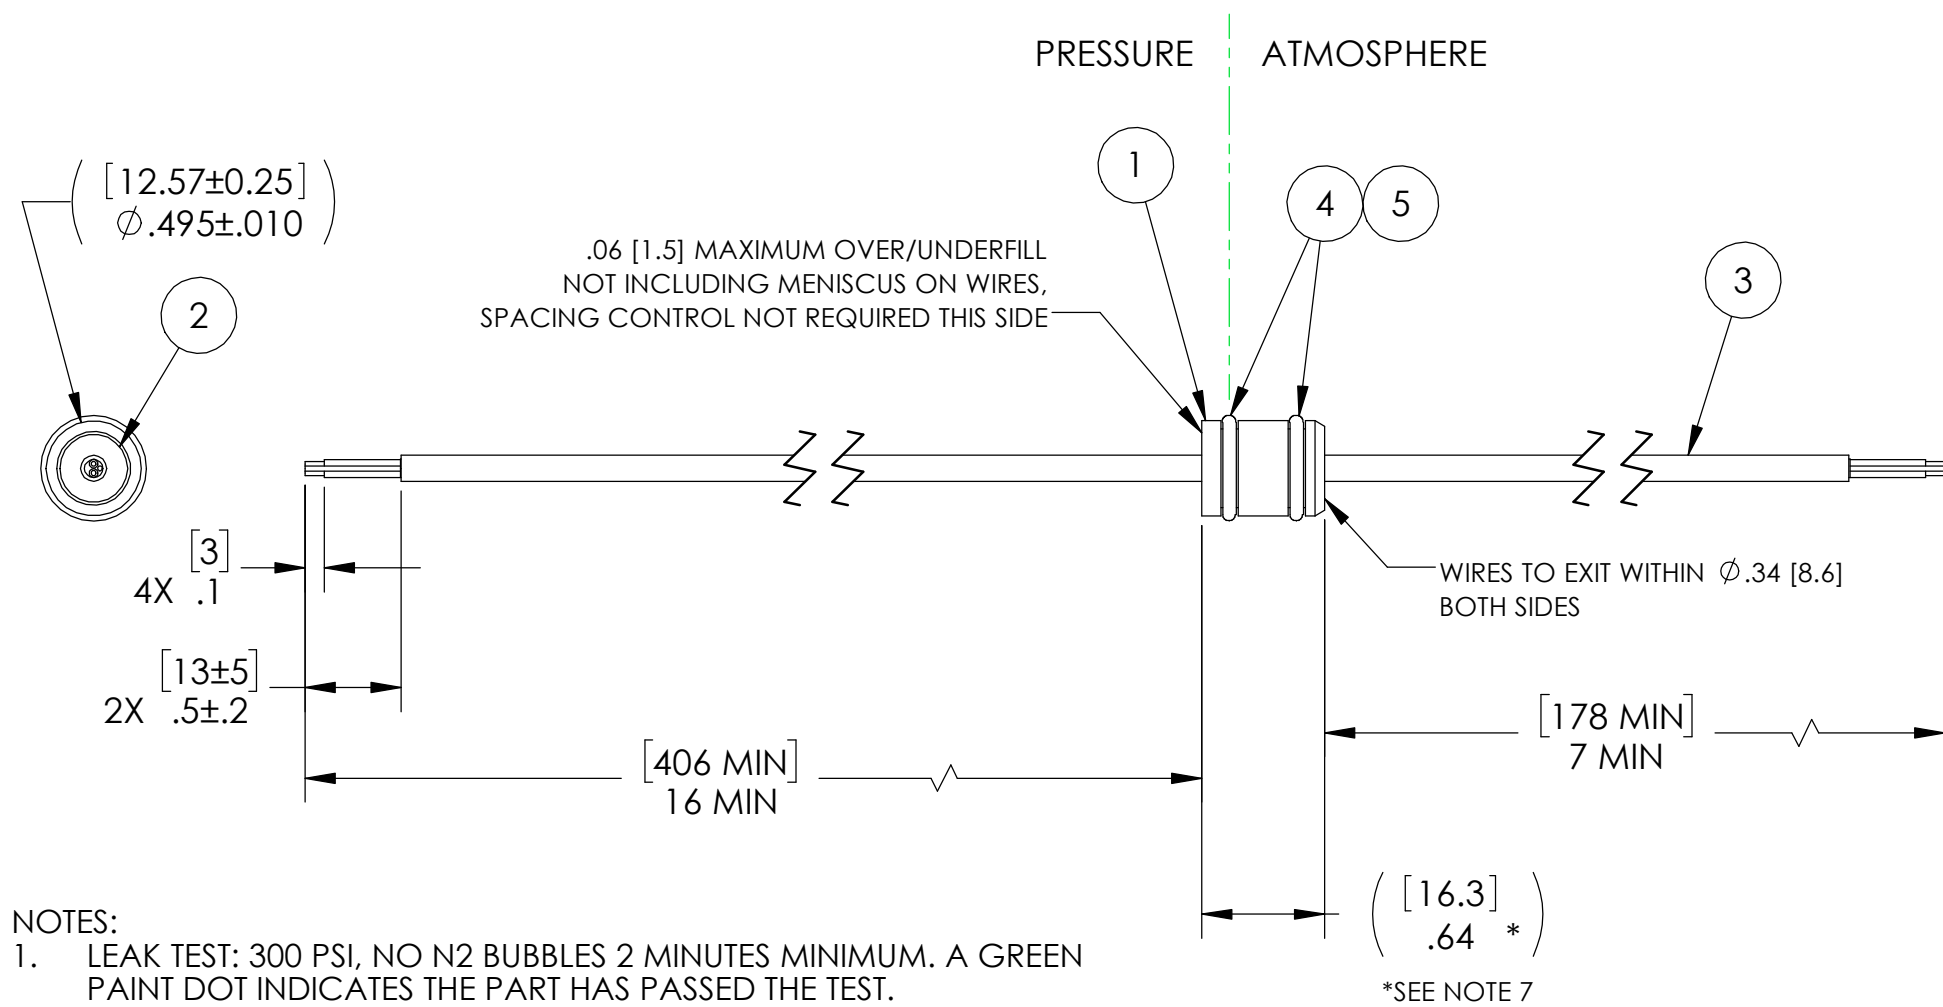 PRESSURE
ATMOSPHERE
1
4
5
[12.57±0.25]
Ø.495±.010
2
.06 [1.5] MAXIMUM OVER/UNDERFILL
NOT INCLUDING MENISCUS ON WIRES,
SPACING CONTROL NOT REQUIRED THIS SIDE
3
[3]
4X .1
WIRES TO EXIT WITHIN Ø.34 [8.6]
BOTH SIDES
[13±5]
2X .5±.2
[178 MIN]
7 MIN
[406 MIN]
16 MIN
([16.3]
.64 *)
*SEE NOTE 7
NOTES:
1. LEAK TEST: 300 PSI, NO N2 BUBBLES 2 MINUTES MINIMUM. A GREEN
PAINT DOT INDICATES THE PART HAS PASSED THE TEST.